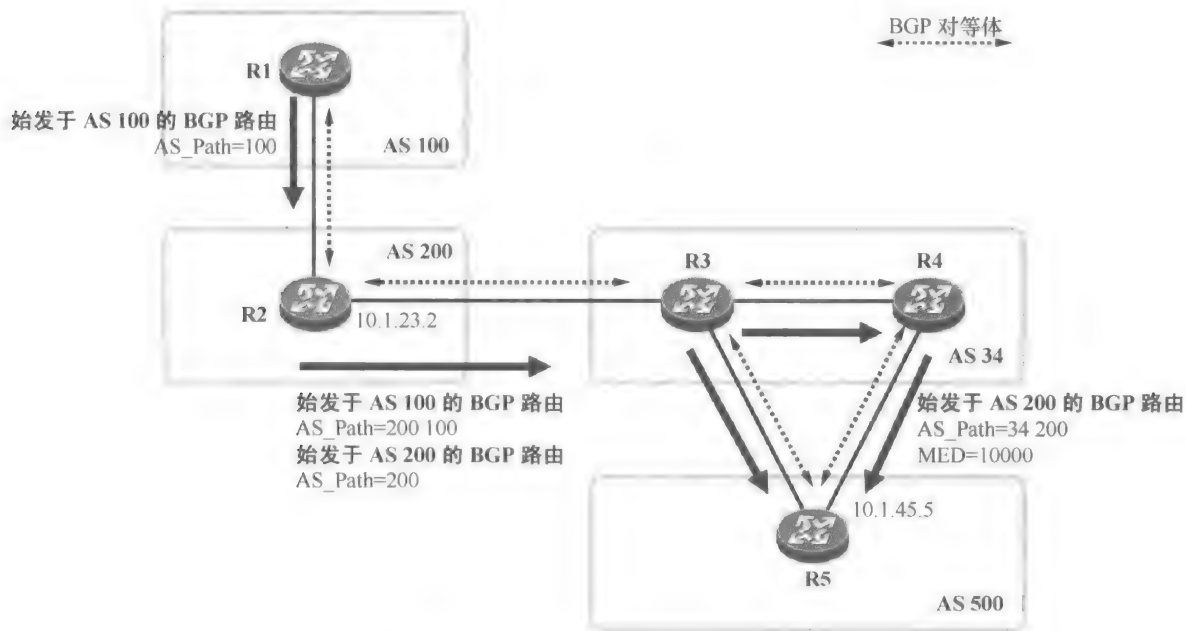 BGP 对等体
R1
始发于 AS 100 的 BGP 路由
AS_Path=100
AS 100
AS 200
R2
10.1.23.2
R3
R4
AS 34
始发于 AS 100 的 BGP 路由
AS_Path=200 100
始发于 AS 200 的 BGP 路由
AS_Path=200
始发于 AS 200 的 BGP 路由
AS_Path=34 200
MED=10000
10.1.45.5
R5
AS 500